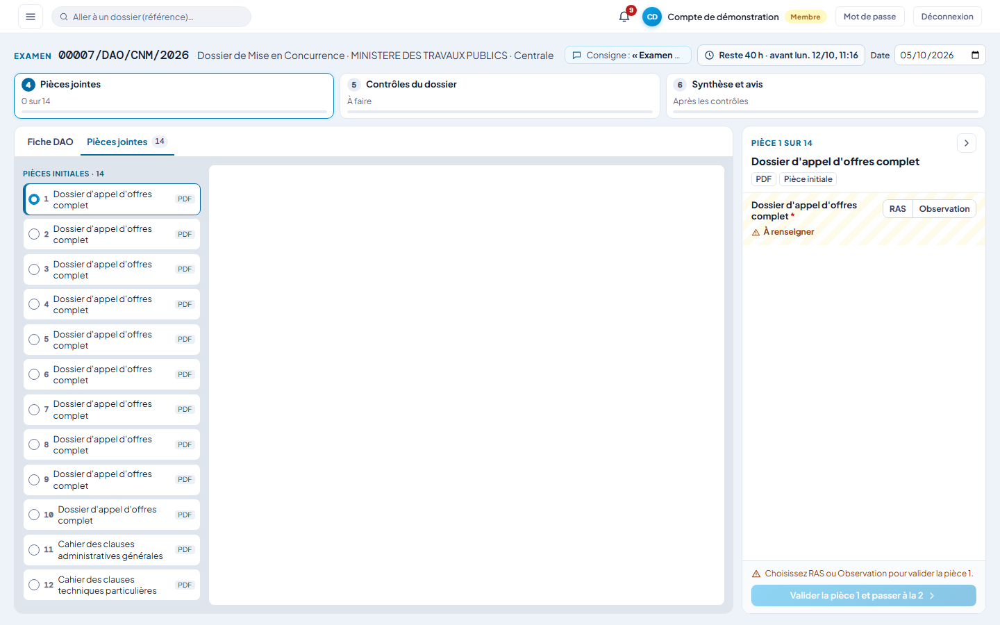 Aller à un dossier (référence)...
9
CD
Compte de démonstration
Membre
Mot de passe
Déconnexion
EXAMEN 00007/DAO/CNM/2026 Dossier de Mise en Concurrence · MINISTERE DES TRAVAUX PUBLICS · Centrale
Consigne : « Examen ...
Reste 40 h · avant lun. 12/10, 11:16
Date 05/10/2026
4 Pièces jointes
0 sur 14
5 Contrôles du dossier
À faire
6 Synthèse et avis
Après les contrôles
Fiche DAO
Pièces jointes 14
PIÈCES INITIALES · 14
1 Dossier d'appel d'offres
complet
PDF
2 Dossier d'appel d'offres
complet
PDF
3 Dossier d'appel d'offres
complet
PDF
4 Dossier d'appel d'offres
complet
PDF
5 Dossier d'appel d'offres
complet
PDF
6 Dossier d'appel d'offres
complet
PDF
7 Dossier d'appel d'offres
complet
PDF
8 Dossier d'appel d'offres
complet
PDF
9 Dossier d'appel d'offres
complet
PDF
10 Dossier d'appel d'offres
complet
PDF
11 Cahier des clauses
administratives générales
PDF
12 Cahier des clauses
techniques particulières
PDF
PIÈCE 1 SUR 14
Dossier d'appel d'offres complet
PDF
Pièce initiale
Dossier d'appel d'offres
complet *
RAS
Observation
À renseigner
Choisissez RAS ou Observation pour valider la pièce 1.
Valider la pièce 1 et passer à la 2